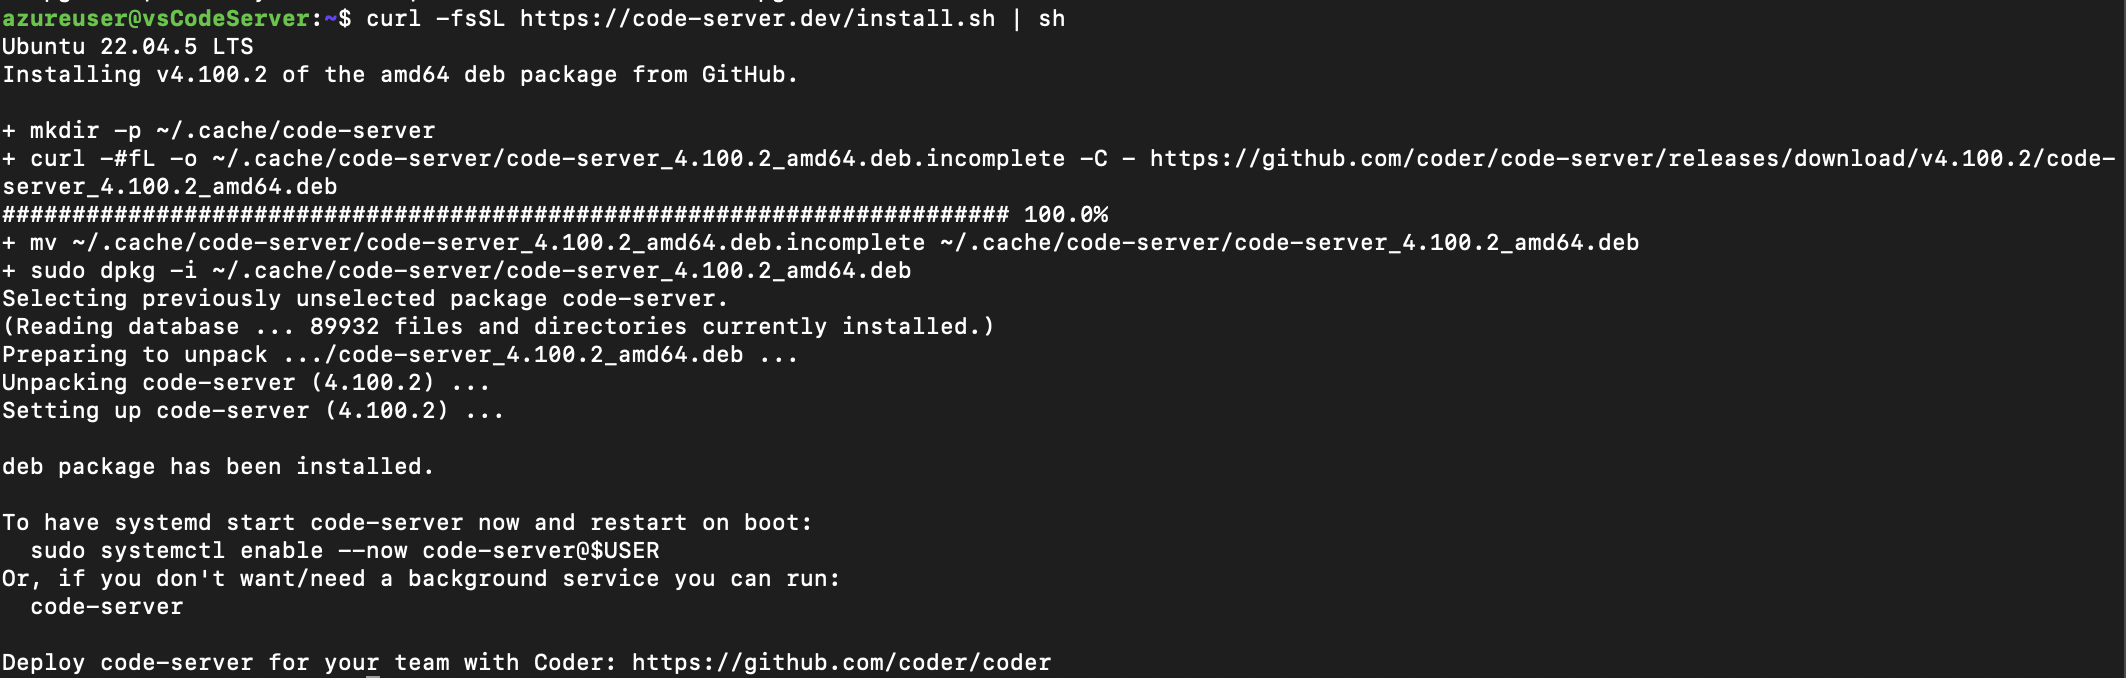 azureuser@vsCodeServer:~$ curl -fsSL https://code-server.dev/install.sh | sh
Ubuntu 22.04.5 LTS
Installing v4.100.2 of the amd64 deb package from GitHub.
+ mkdir -p ~/.cache/code-server
+ curl -#fL -o ~/.cache/code-server/code-server_4.100.2_amd64.deb.incomplete -C - https://github.com/coder/code-server/releases/download/v4.100.2/code-
server_4.100.2_amd64.deb
######################################################################## 100.0%
+ mv ~/.cache/code-server/code-server_4.100.2_amd64.deb.incomplete ~/.cache/code-server/code-server_4.100.2_amd64.deb
+ sudo dpkg -i ~/.cache/code-server/code-server_4.100.2_amd64.deb
Selecting previously unselected package code-server.
(Reading database ... 89932 files and directories currently installed.)
Preparing to unpack .../code-server_4.100.2_amd64.deb ...
Unpacking code-server (4.100.2) ...
Setting up code-server (4.100.2) ...
deb package has been installed.
To have systemd start code-server now and restart on boot:
  sudo systemctl enable --now code-server@$USER
Or, if you don't want/need a background service you can run:
  code-server
Deploy code-server for your team with Coder: https://github.com/coder/coder